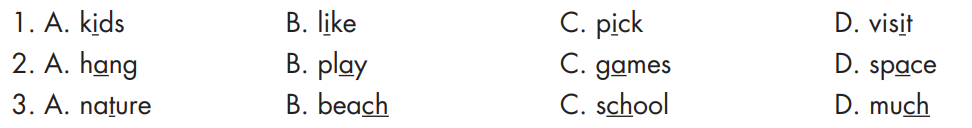 1. A. kids B. like C. pick D. visit
2. A. hang B. play C. games D. space
3. A. nature B. beach C. school D. much